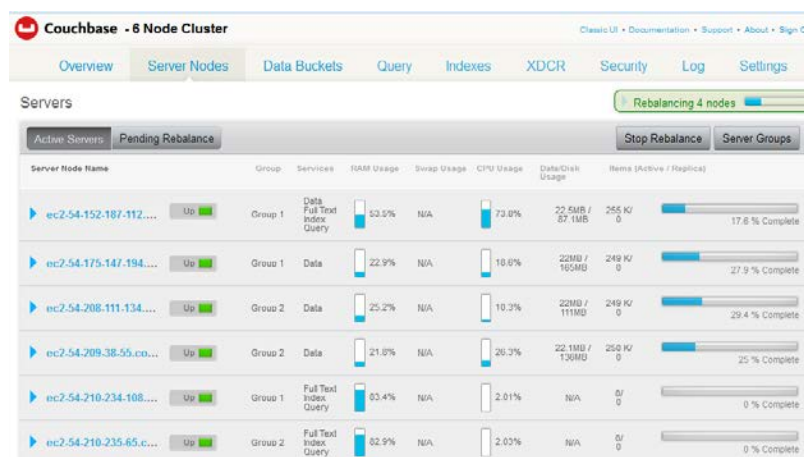 Couchbase - 6 Node Cluster
Classic UI • Documentation • Support • About • Sign
Overview Server Nodes Data Buckets Query Indexes XDCR Security Log Settings
Servers
Rebalancing 4 nodes
Active Servers Pending Rebalance Stop Rebalance Server Groups
Server Node Name Group Services RAM Usage Swap Usage CPU Usage Data/Disk Usage Items (Active / Replica)
ec2-54-152-187-112.... Up Group 1 Data Full Text Index Query 53.5% N/A 73.8% 22.5MB / 87.1MB 255 K/ 0 17.6 % Complete
ec2-54-175-147-194.... Up Group 1 Data 22.9% N/A 18.6% 22MB / 165MB 249 K/ 0 27.9 % Complete
ec2-54-208-111-134.... Up Group 2 Data 25.2% N/A 10.3% 22MB / 111MB 249 K/ 0 29.4 % Complete
ec2-54-209-38-55.co... Up Group 2 Data 21.8% N/A 26.3% 22.1MB / 136MB 250 K/ 0 25 % Complete
ec2-54-210-234-108.... Up Group 1 Full Text Index Query 83.4% N/A 2.01% N/A 0/ 0 0 % Complete
ec2-54-210-235-65.c... Up Group 2 Full Text Index Query 82.9% N/A 2.03% N/A 0/ 0 0 % Complete